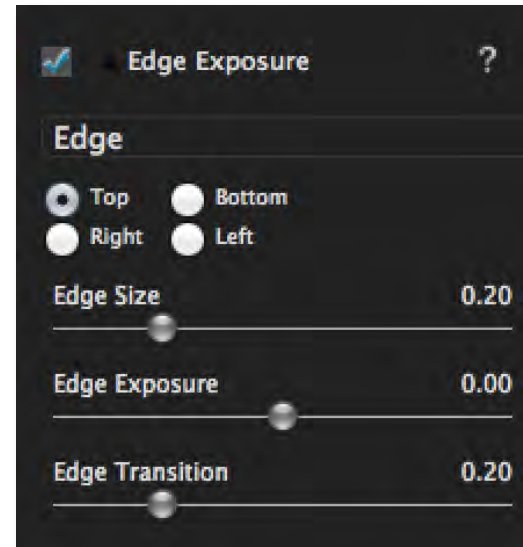 Edge Exposure ?
Edge
Top Bottom
Right Left
Edge Size 0.20
Edge Exposure 0.00
Edge Transition 0.20